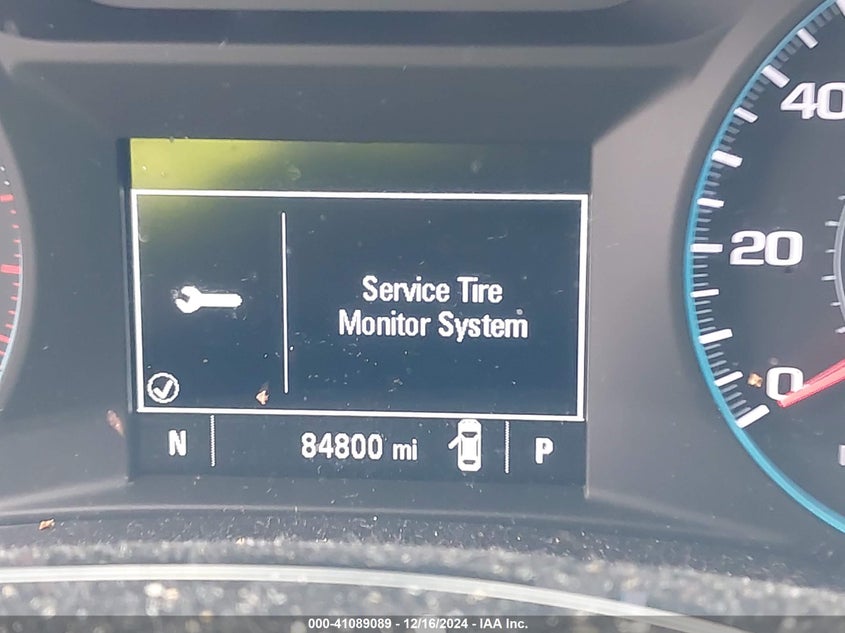 40
20
0
Service Tire
Monitor System
N 84800 mi P
000-41089089 - 12/16/2024 - IAA Inc.